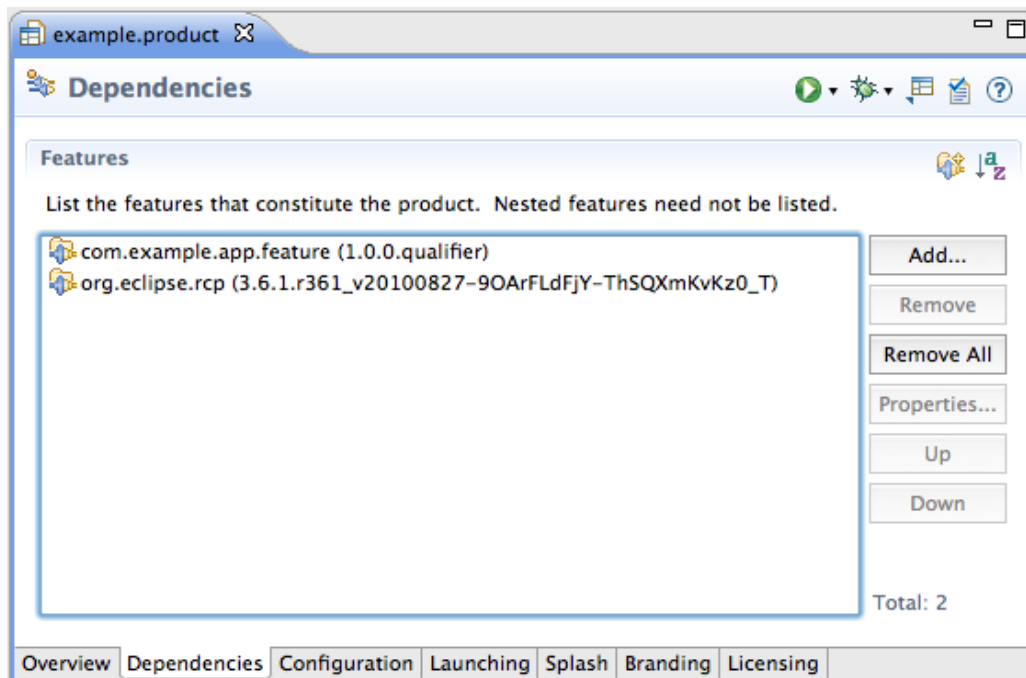 example.product
Dependencies
Features
List the features that constitute the product. Nested features need not be listed.
com.example.app.feature (1.0.0.qualifier)
org.eclipse.rcp (3.6.1.r361_v20100827-9OArFLdFjY-ThSQXmKvKz0_T)
Add...
Remove
Remove All
Properties...
Up
Down
Total: 2
Overview Dependencies Configuration Launching Splash Branding Licensing